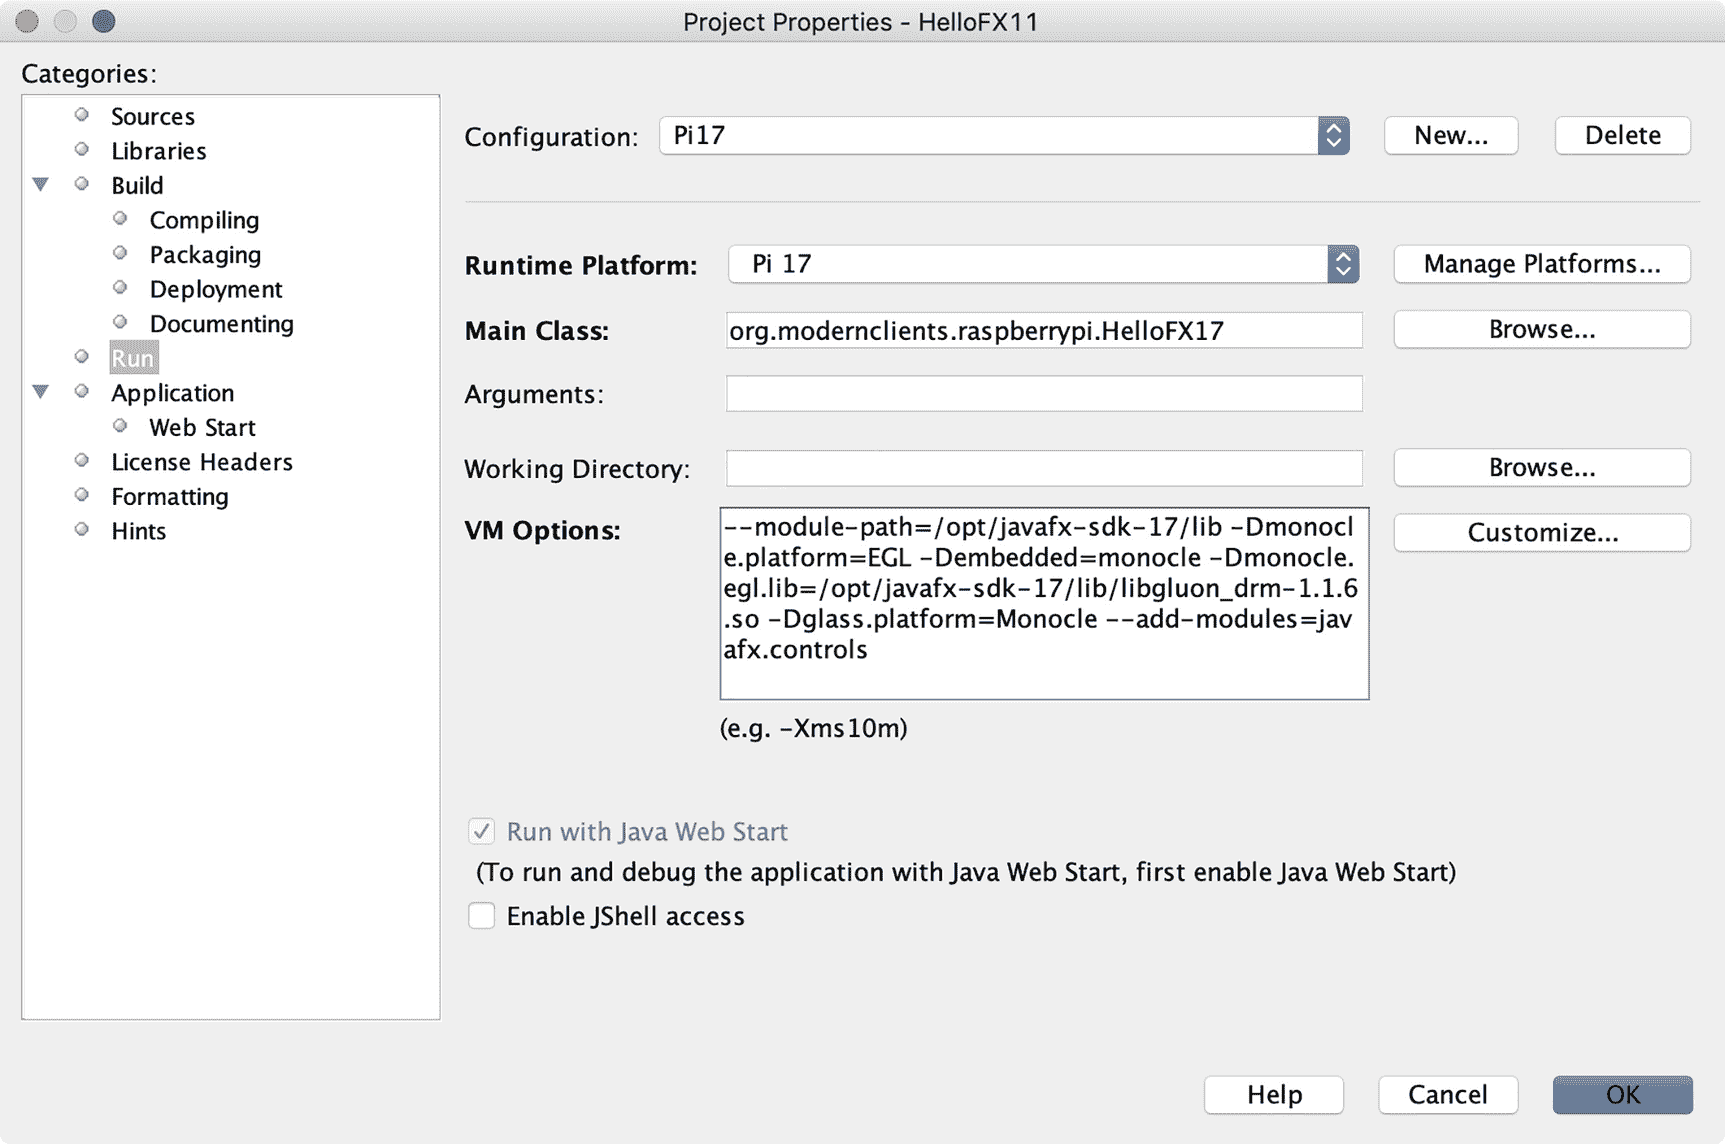 Project Properties - HelloFX11
Categories:
Sources
Libraries
Build
Compiling
Packaging
Deployment
Documenting
Run
Application
Web Start
License Headers
Formatting
Hints
Configuration: Pi17 New... Delete
Runtime Platform: Pi 17 Manage Platforms...
Main Class: org.modernclients.raspberrypi.HelloFX17 Browse...
Arguments:
Working Directory: Browse...
VM Options: --module-path=/opt/javafx-sdk-17/lib -Dmonocl Customize...
e.platform=EGL -Dembedded=monocle -Dmonocle.
egl.lib=/opt/javafx-sdk-17/lib/libgluon_drm-1.1.6
.so -Dglass.platform=Monocle --add-modules=jav
afx.controls
(e.g. -Xms10m)
Run with Java Web Start
(To run and debug the application with Java Web Start, first enable Java Web Start)
Enable JShell access
Help Cancel OK